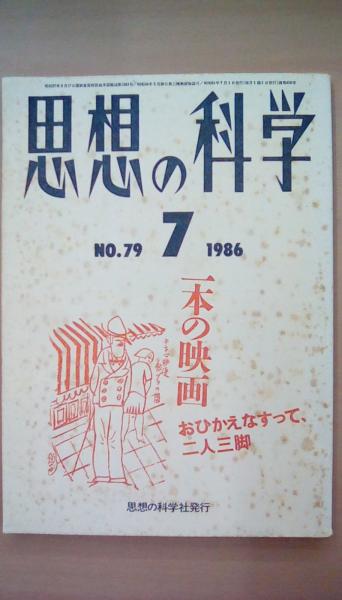 思想の科学
NO.79 7 1986
一本の映画
おひかえなすって、
二人三脚
思想の科学社発行